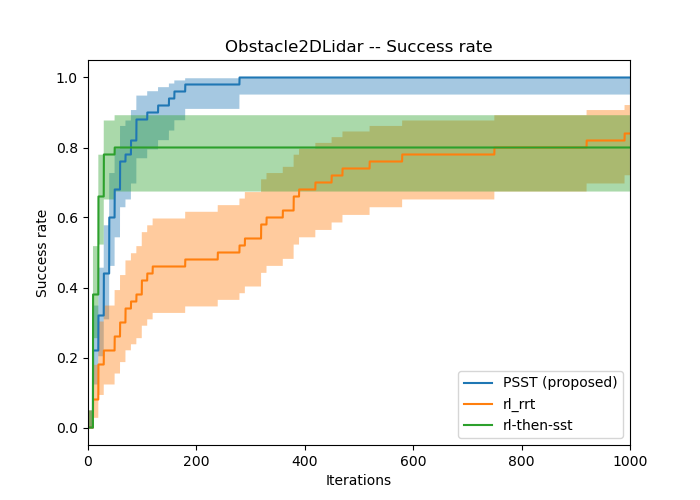 Obstacle2DLidar -- Success rate
1.0
0.8
0.6
0.4
0.2
0.0
Success rate
PSST (proposed)
rl_rrt
rl-then-sst
0 200 400 600 800 1000
Iterations